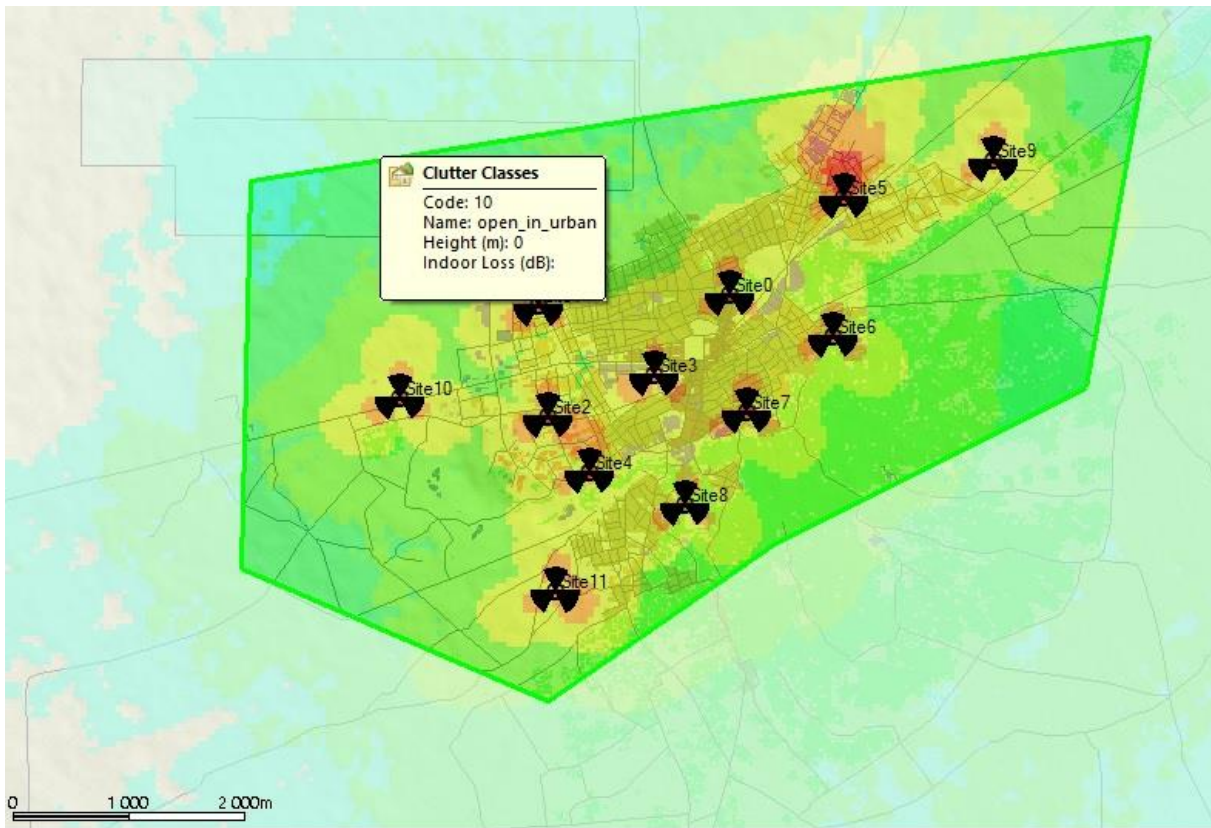 Clutter Classes
Code: 10
Name: open_in_urban
Height (m): 0
Indoor Loss (dB):
Site9
Site5
Site0
Site6
Site3
Site10
Site2
Site7
Site4
Site8
Site11
0 1 000 2 000m